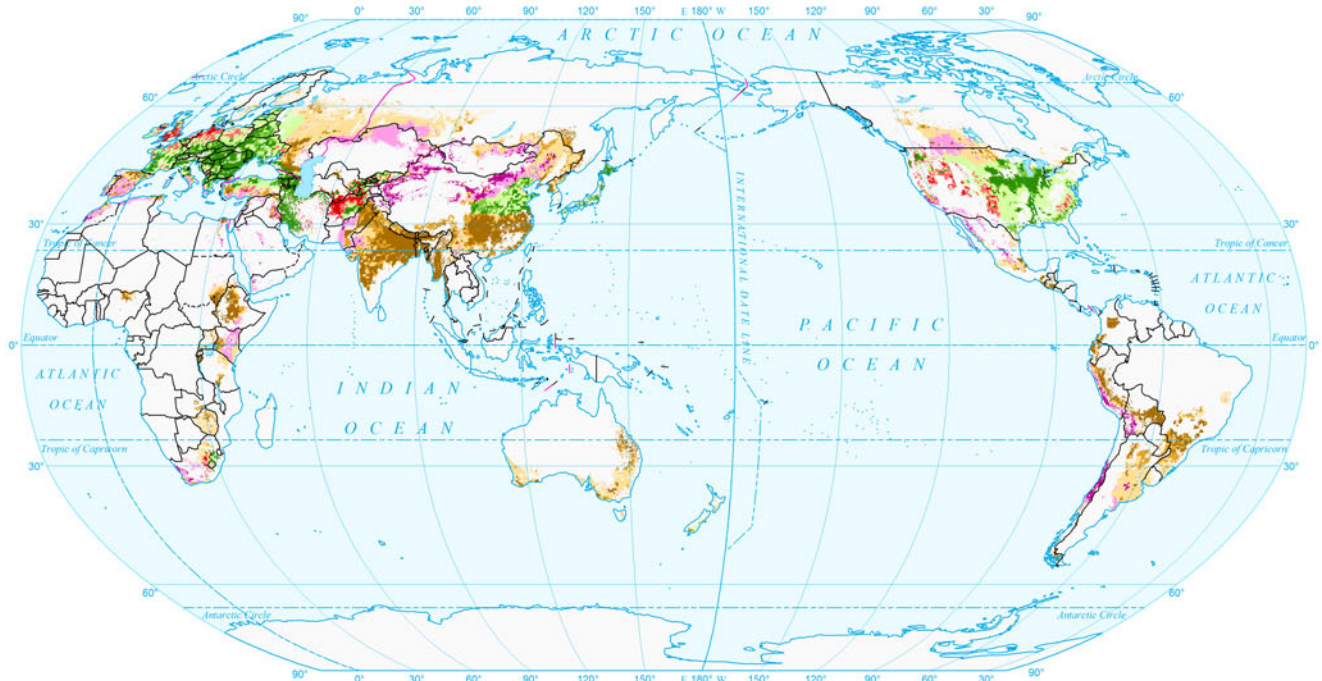 90° 0° 30° 60° 90° 120° 150° E 180° W 150° 120° 90° 60° 30° 90°
ARCTIC OCEAN
Arctic Circle
Arctic Circle
60°
60°
INTERNATIONAL DATE LINE
30°
30°
Tropic of Cancer
Tropic of Cancer
ATLANTIC
OCEAN
PACIFIC
OCEAN
Equator
Equator
0°
0°
ATLANTIC
OCEAN
INDIAN
OCEAN
Tropic of Capricorn
Tropic of Capricorn
30°
30°
60°
60°
Antarctic Circle
Antarctic Circle
90° 0° 30° 60° 90° 120° 150° E 180° W 150° 120° 90° 60° 30° 90°